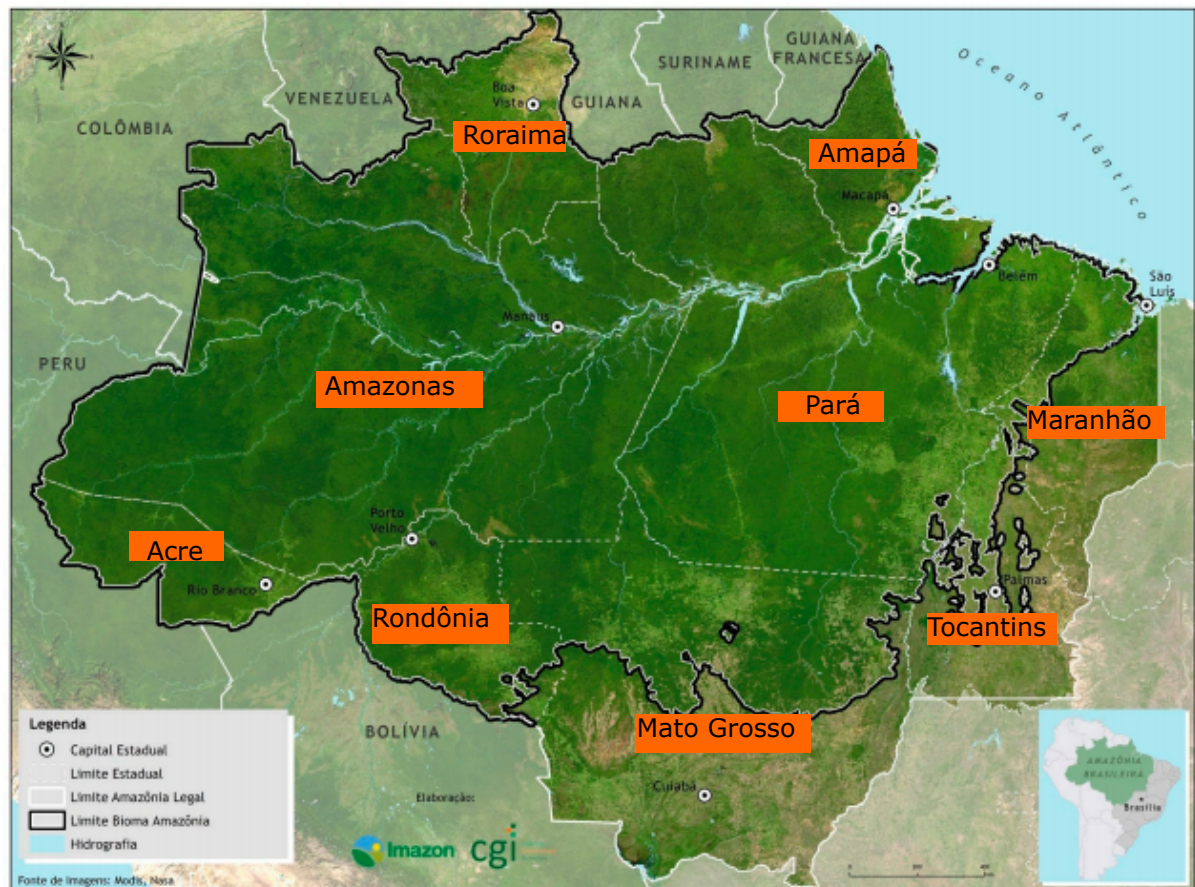 GUIANA
FRANCESA
SURINAME
Oceano Atlântico
VENEZUELA
Boa
Vista
GUIANA
COLÔMBIA
Roraima
Amapá
Macapá
Belém
São
Luís
Manaus
PERU
Amazonas
Pará
Maranhão
Porto
Velho
Acre
Rio Branco
Palmas
Rondônia
Tocantins
Mato Grosso
BOLÍVIA
Cuiabá
Legenda
Capital Estadual
Limite Estadual
Limite Amazônia Legal
Limite Bioma Amazônia
Hidrografia
Elaboração:
Imazon
cgi
AMAZÔNIA
BRASILEIRA
Brasília
Fonte de Imagens: Modis, Nasa